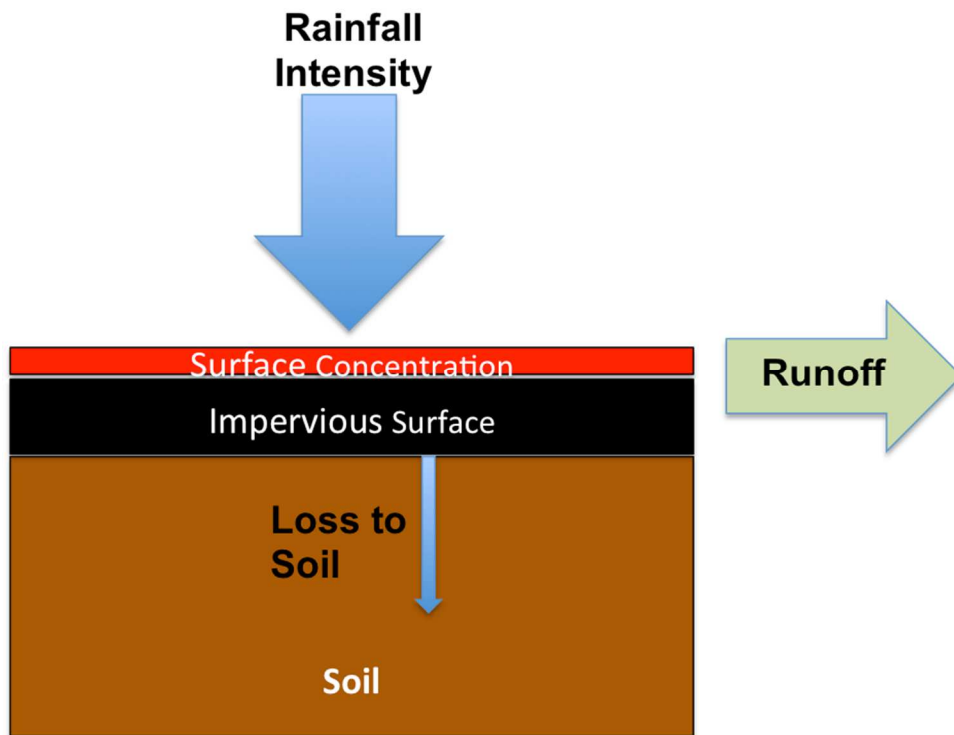 Rainfall
Intensity
Surface Concentration
Runoff
Impervious Surface
Loss to
Soil
Soil